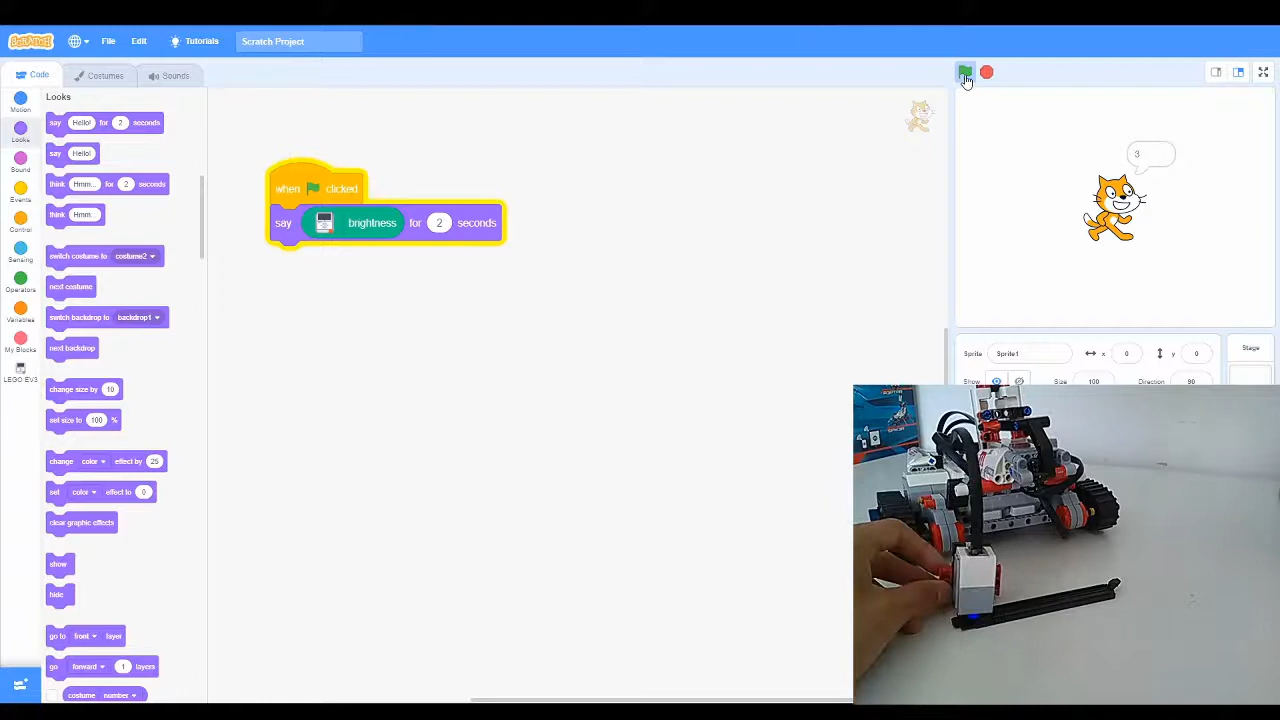 SCRATCH
File
Edit
Tutorials
Scratch Project
Code
Costumes
Sounds
Motion
Looks
Sound
Events
Control
Sensing
Operators
Variables
My Blocks
LEGO EV3
Looks
say Hello! for 2 seconds
say Hello!
think Hmm... for 2 seconds
think Hmm...
switch costume to costume2
next costume
switch backdrop to backdrop1
next backdrop
change size by 10
set size to 100 %
change color effect by 25
set color effect to 0
clear graphic effects
show
hide
go to front layer
go forward 1 layers
costume number
when clicked
say brightness for 2 seconds
3
Sprite Sprite1 x 0 y 0
Show Size 100 Direction 90
Stage